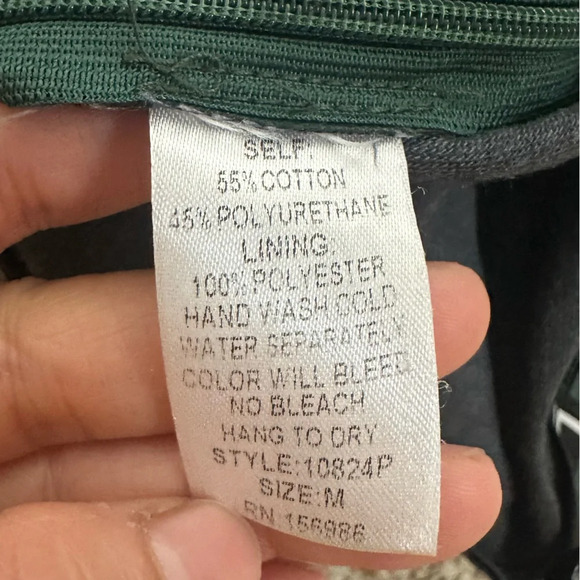 SELF:
55% COTTON
45% POLYURETHANE
LINING:
100% POLYESTER
HAND WASH COLD
WATER SEPARATELY
COLOR WILL BLEED
NO BLEACH
HANG TO DRY
STYLE:10824P
SIZE:M
RN 156986